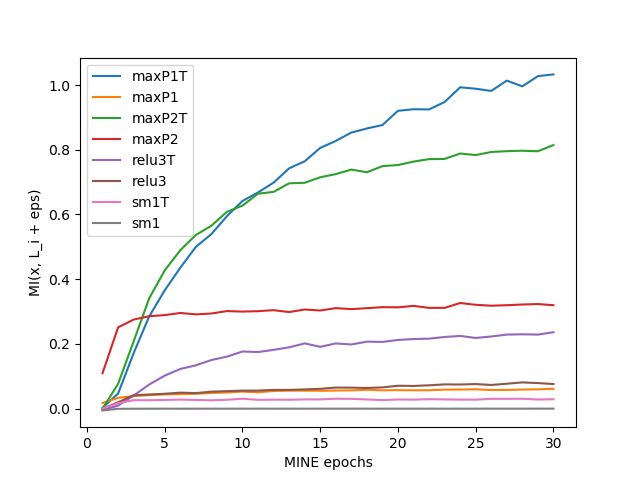 maxP1T
maxP1
maxP2T
maxP2
relu3T
relu3
sm1T
sm1
MI(x, L_i + eps)
1.0
0.8
0.6
0.4
0.2
0.0
0 5 10 15 20 25 30
MINE epochs